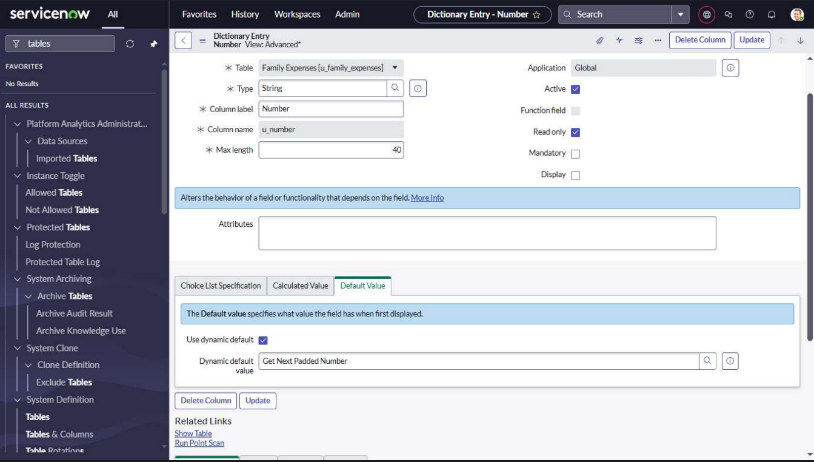 servicenow All Favorites History Workspaces Admin Dictionary Entry - Number ☆ Search
tables
FAVORITES
No Results
ALL RESULTS
Platform Analytics Administrat...
Data Sources
Imported Tables
Instance Toggle
Allowed Tables
Not Allowed Tables
Protected Tables
Log Protection
Protected Table Log
System Archiving
Archive Tables
Archive Audit Result
Archive Knowledge Use
System Clone
Clone Definition
Exclude Tables
System Definition
Tables
Tables & Columns
Table Rotations
Dictionary Entry
Number View: Advanced*
Delete Column Update
Table Family Expenses [u_family_expenses]
Type String
Column label Number
Column name u_number
Max length 40
Application Global
Active
Function field
Read only
Mandatory
Display
Alters the behavior of a field or functionality that depends on the field. More Info
Attributes
Choice List Specification Calculated Value Default Value
The Default value specifies what value the field has when first displayed.
Use dynamic default
Dynamic default value Get Next Padded Number
Delete Column Update
Related Links
Show Table
Run Point Scan